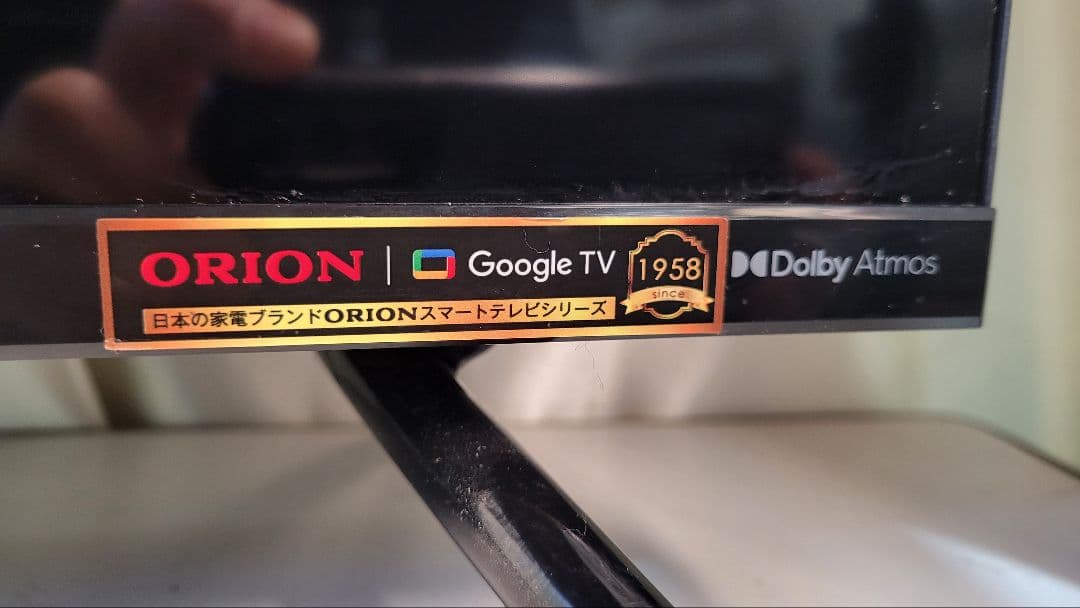 ORION | Google TV
1958
since
Dolby Atmos
日本の家電ブランドORIONスマートテレビシリーズ